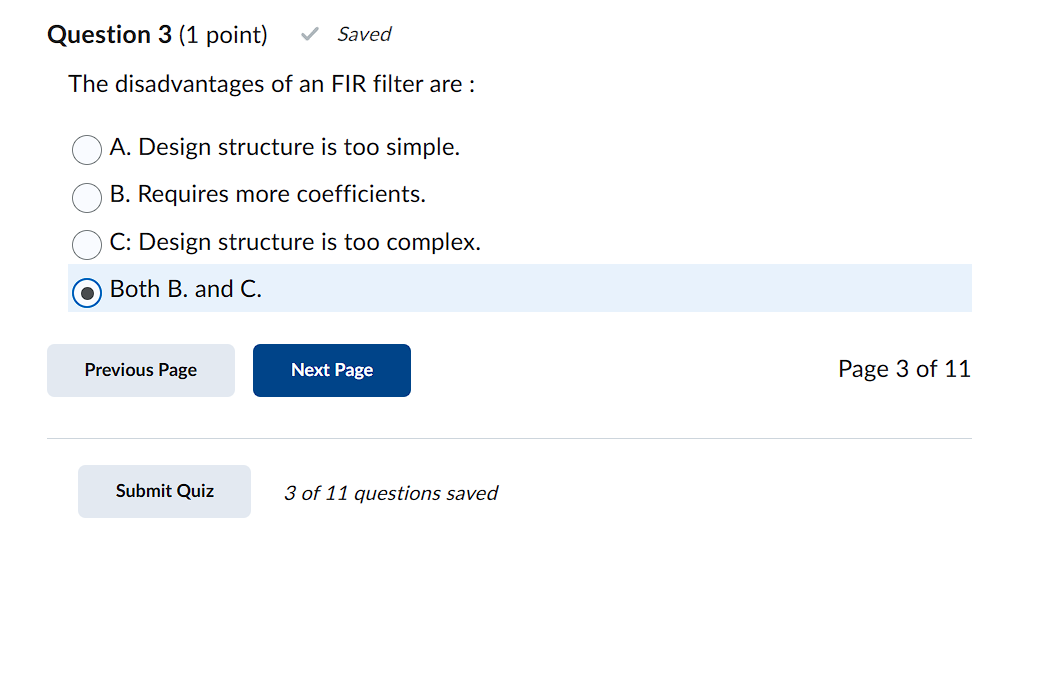 Question 3 (1 point) Saved
The disadvantages of an FIR filter are :
A. Design structure is too simple.
B. Requires more coefficients.
C: Design structure is too complex.
Both B. and C.
Previous Page Next Page Page 3 of 11
Submit Quiz 3 of 11 questions saved